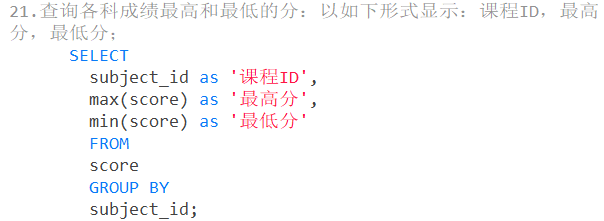 21.查询各科成绩最高和最低的分：以如下形式显示：课程ID，最高
分，最低分；
SELECT
subject_id as '课程ID',
max(score) as '最高分',
min(score) as '最低分'
FROM
score
GROUP BY
subject_id;